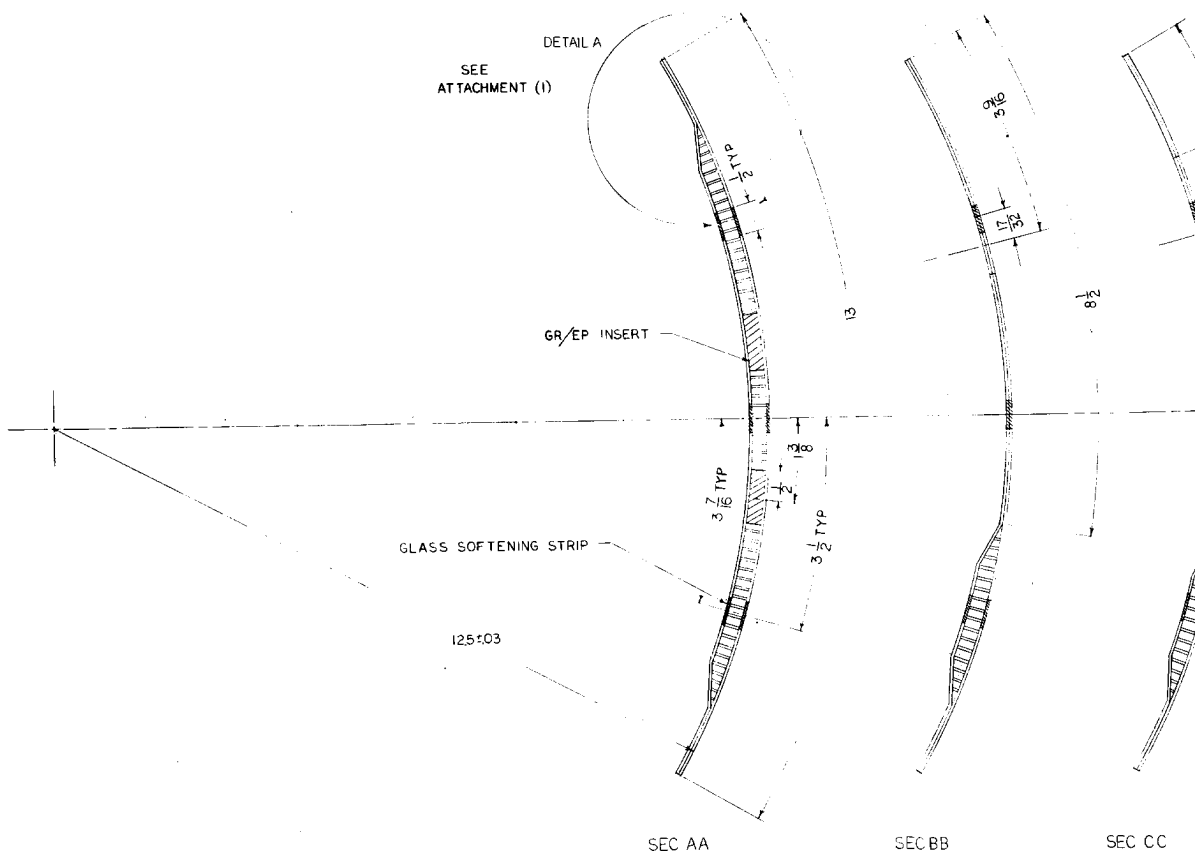 DETAIL A
SEE
ATTACHMENT (1)
1/2 TYP
3 9/16
17/32
13
8 1/2
GR/EP INSERT
1 3/8
3 7/16 TYP
1/2
3 1/2 TYP
GLASS SOFTENING STRIP
12.5±.03
SEC AA
SEC BB
SEC CC